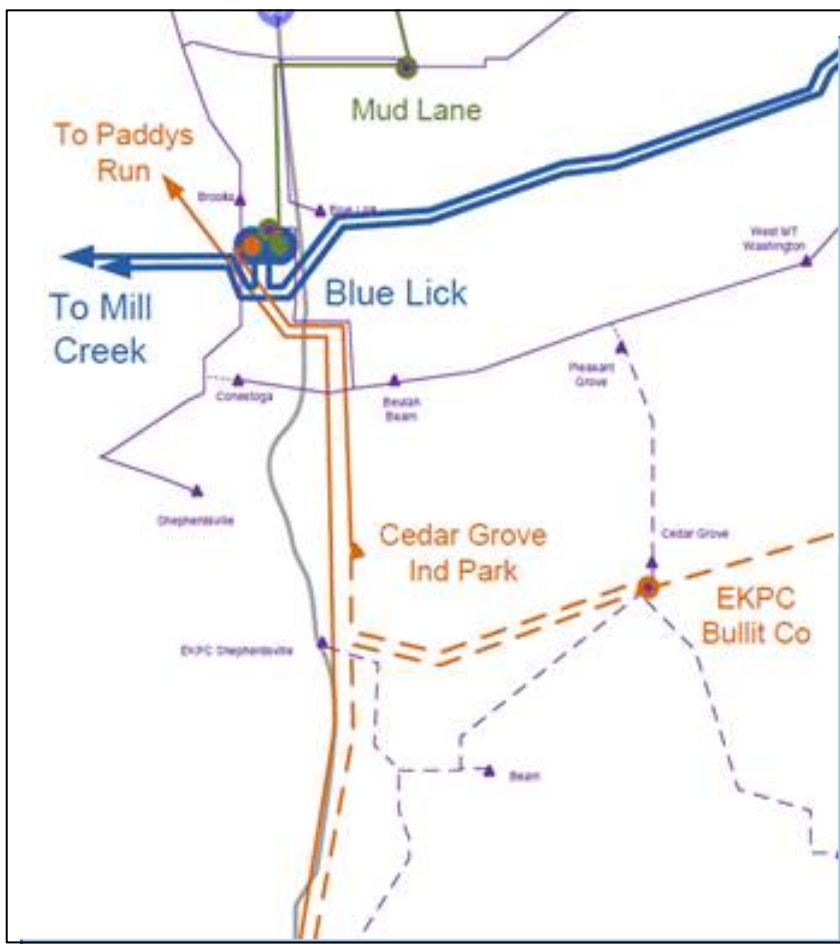 Mud Lane
To Paddys
Run
Brooks
Blue Lick
West MT
Washington
To Mill
Creek
Blue Lick
Pleasant
Grove
Conestoga
Beulah
Beam
Shepherdsville
Cedar Grove
Ind Park
Cedar Grove
EKPC
Bullit Co
EKPC Shepherdsville
Beam